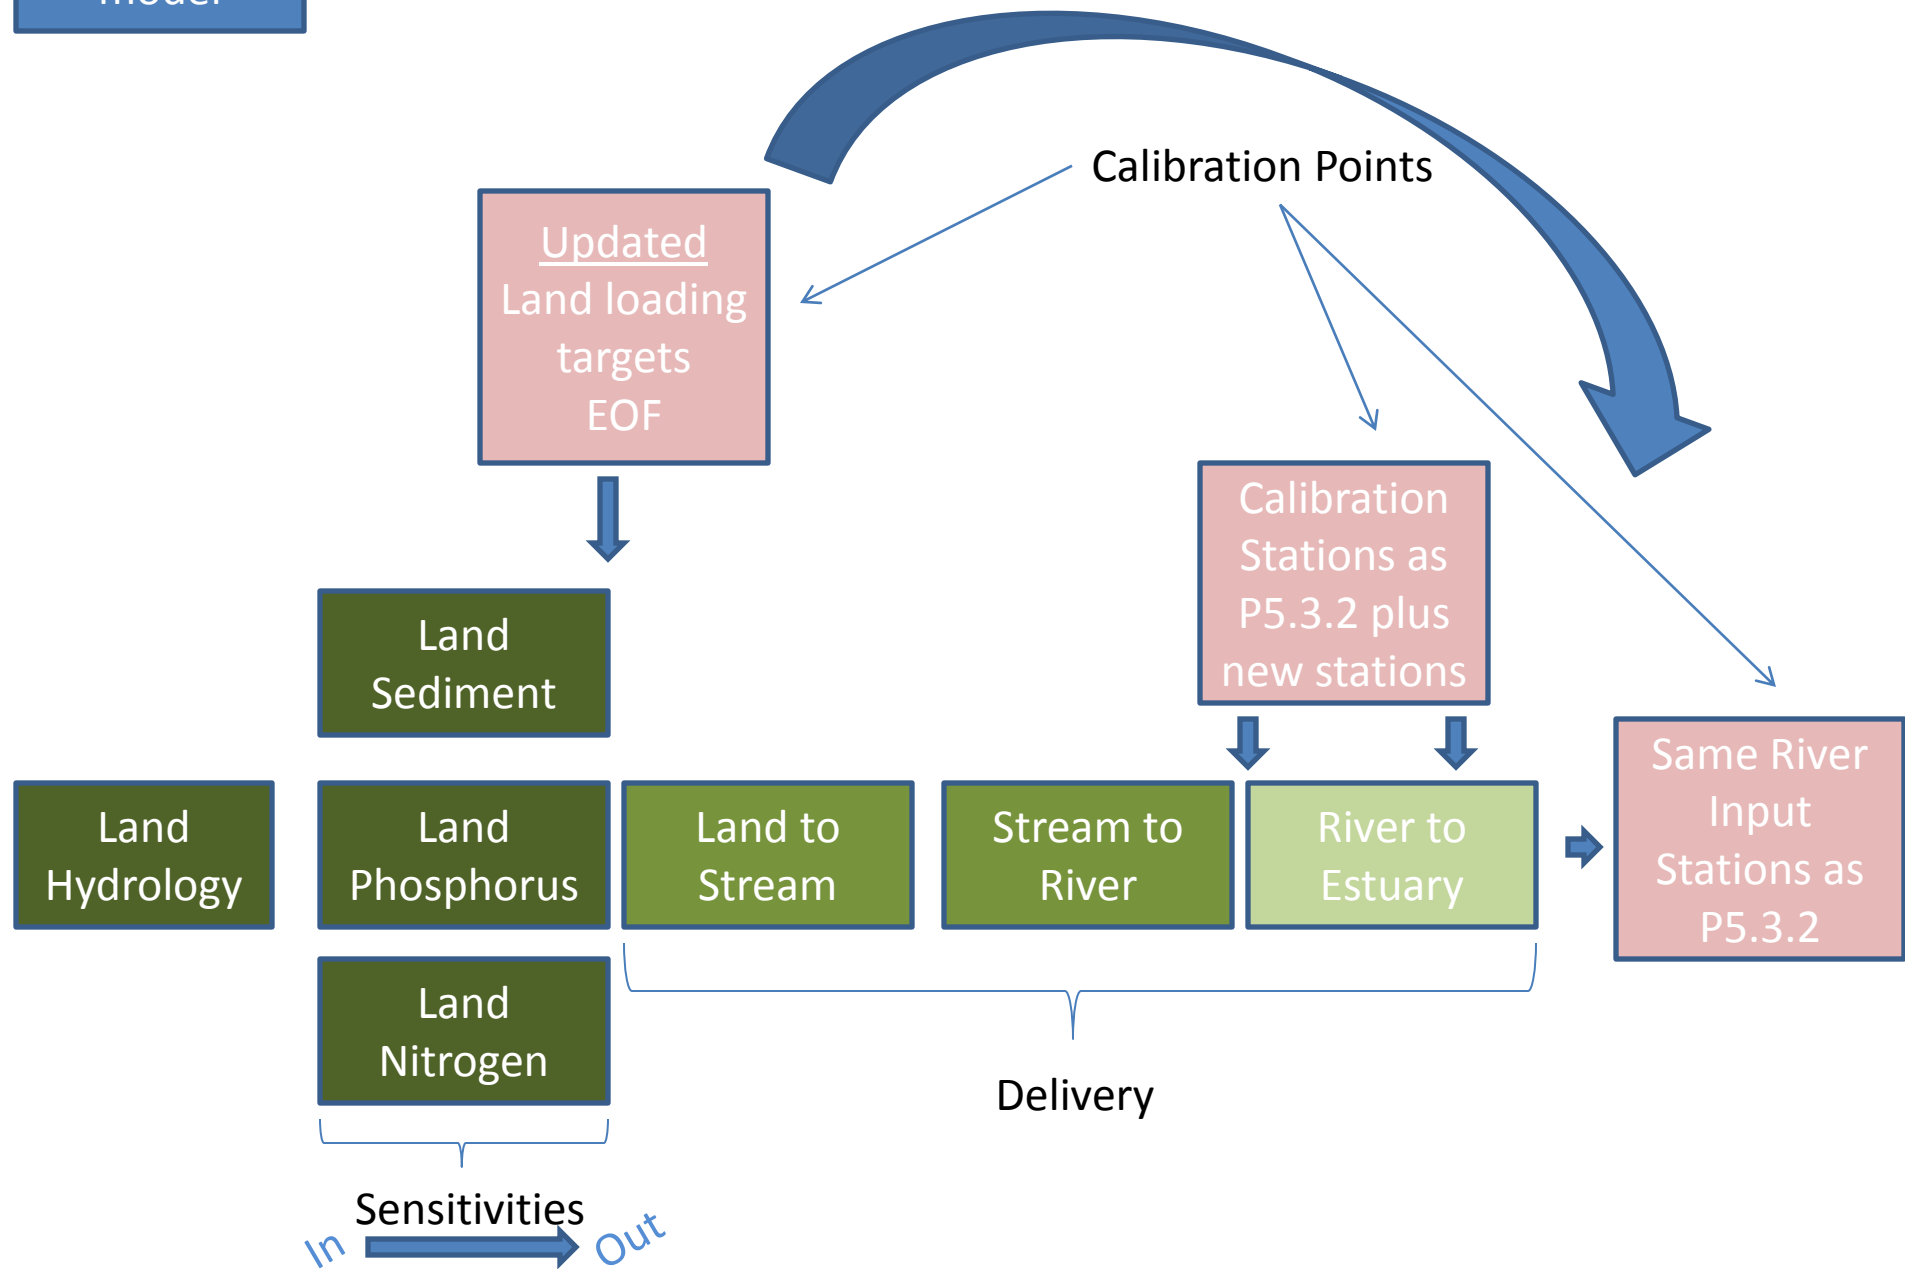 Calibration Points
Updated
Land loading
targets
EOF
Calibration
Stations as
P5.3.2 plus
new stations
Land
Sediment
Same River
Input
Stations as
P5.3.2
Land
Hydrology
Land
Phosphorus
Land to
Stream
Stream to
River
River to
Estuary
Land
Nitrogen
Delivery
Sensitivities
In
Out